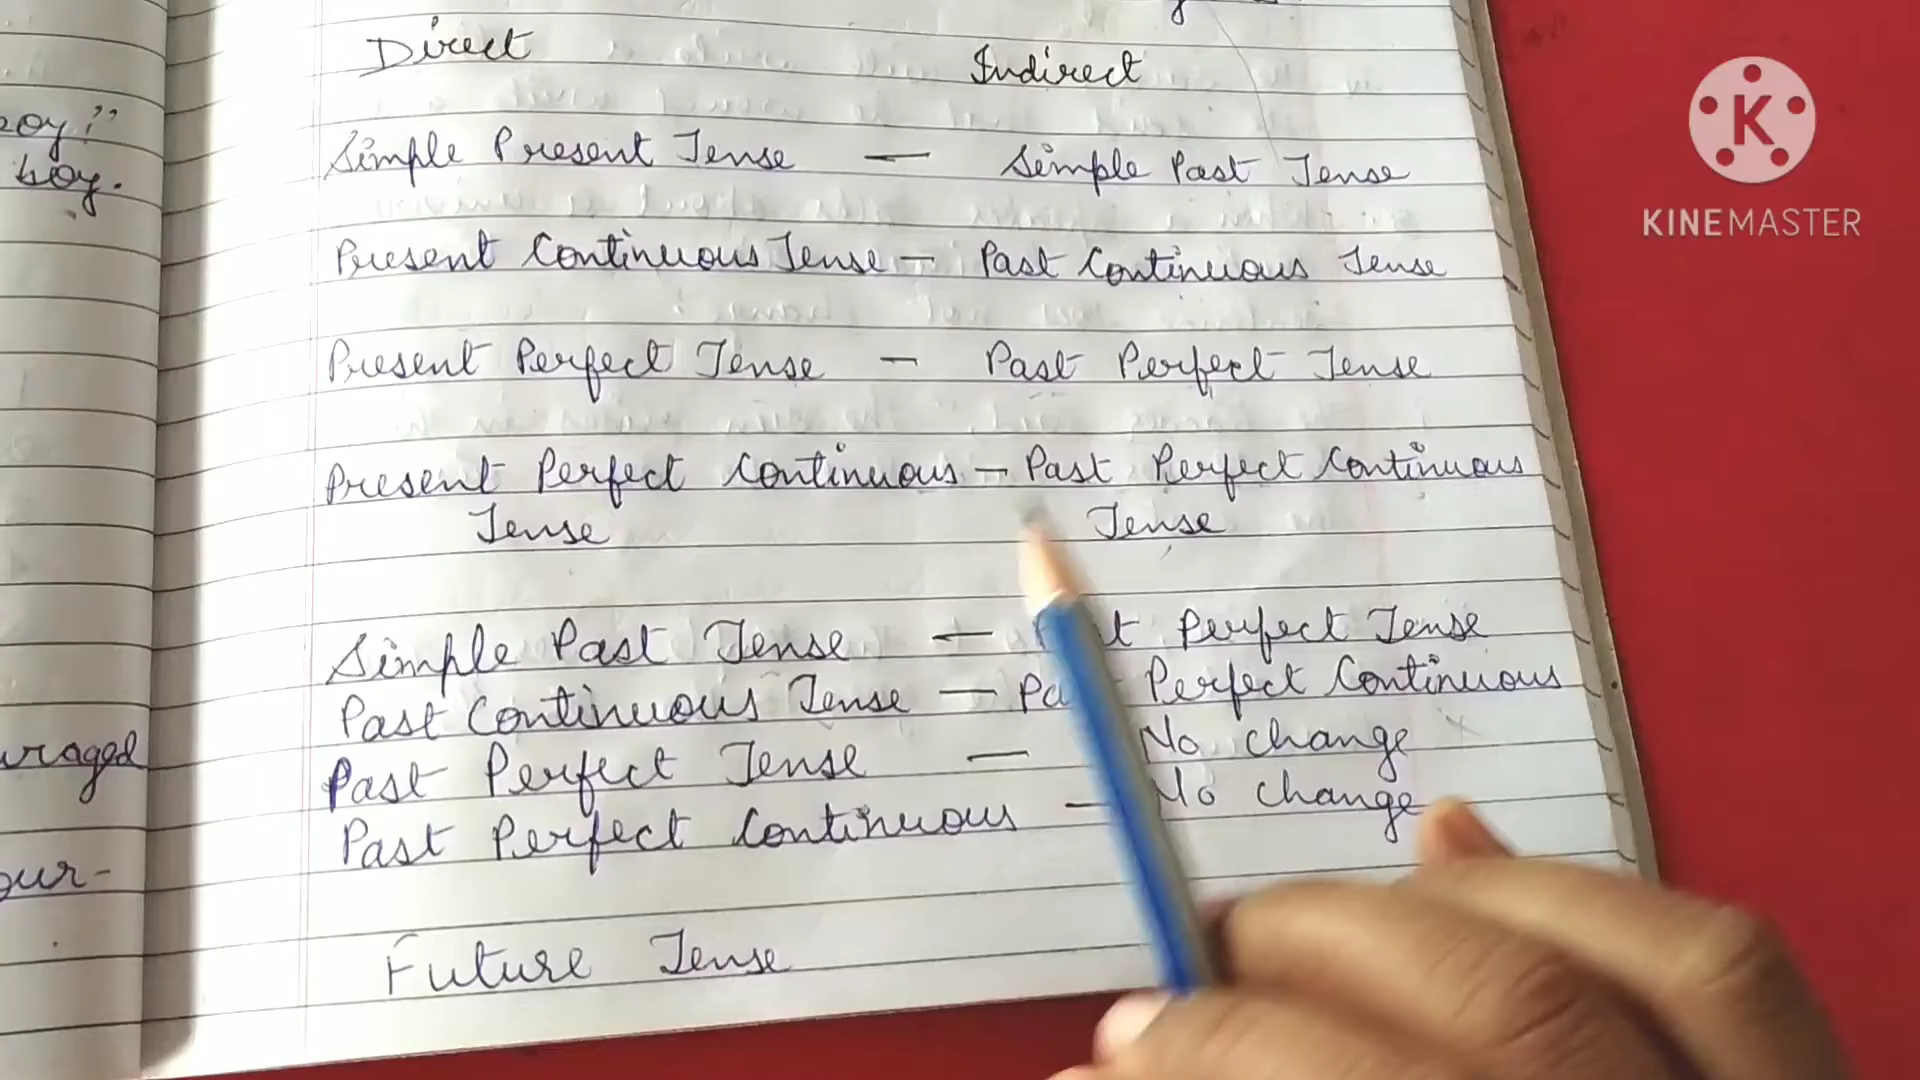 Direct Indirect
Simple Present Tense — Simple Past Tense
Present Continuous Tense — Past Continuous Tense
Present Perfect Tense — Past Perfect Tense
Present Perfect Continuous — Past Perfect Continuous
Tense Tense
Simple Past Tense — Perfect Tense
Past Continuous Tense — Perfect Continuous
Past Perfect Tense — No change
Past Perfect Continuous — No change
Future Tense
boy.
KINEMASTER